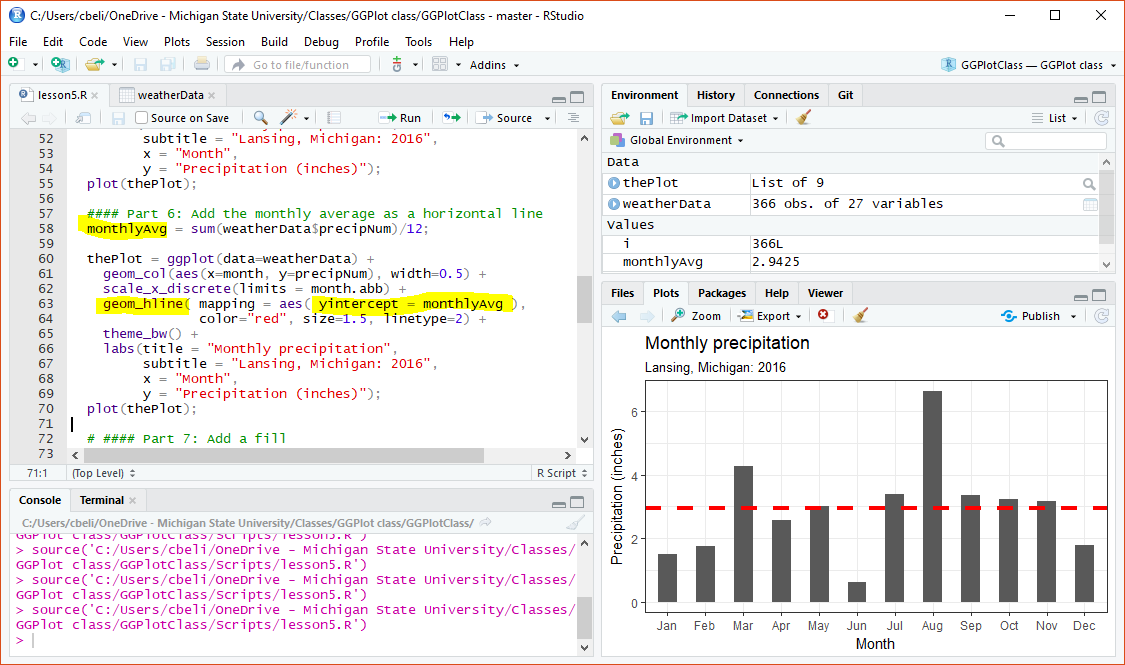 C:/Users/cbeli/OneDrive - Michigan State University/Classes/GGPlot class/GGPlotClass - master - RStudio
File Edit Code View Plots Session Build Debug Profile Tools Help
Go to file/function Addins GGPlotClass — GGPlot class
lesson5.R weatherData
Source on Save Run Source
52 subtitle = "Lansing, Michigan: 2016",
53 x = "Month",
54 y = "Precipitation (inches)");
55 plot(thePlot);
56
57 #### Part 6: Add the monthly average as a horizontal line
58 monthlyAvg = sum(weatherData$precipNum)/12;
59
60 thePlot = ggplot(data=weatherData) +
61 geom_col(aes(x=month, y=precipNum), width=0.5) +
62 scale_x_discrete(limits = month.abb) +
63 geom_hline( mapping = aes( yintercept = monthlyAvg ),
64 color="red", size=1.5, linetype=2) +
65 theme_bw() +
66 labs(title = "Monthly precipitation",
67 subtitle = "Lansing, Michigan: 2016",
68 x = "Month",
69 y = "Precipitation (inches)");
70 plot(thePlot);
71
72 # #### Part 7: Add a fill
73
71:1 (Top Level) R Script
Console Terminal
C:/Users/cbeli/OneDrive - Michigan State University/Classes/GGPlot class/GGPlotClass/
GGPlot class/GGPlotClass/Scripts/lesson5.R')
> source('C:/Users/cbeli/OneDrive - Michigan State University/Classes/
GGPlot class/GGPlotClass/Scripts/lesson5.R')
> source('C:/Users/cbeli/OneDrive - Michigan State University/Classes/
GGPlot class/GGPlotClass/Scripts/lesson5.R')
> source('C:/Users/cbeli/OneDrive - Michigan State University/Classes/
GGPlot class/GGPlotClass/Scripts/lesson5.R')
>
Environment History Connections Git
Import Dataset List
Global Environment
Data
thePlot List of 9
weatherData 366 obs. of 27 variables
Values
i 366L
monthlyAvg 2.9425
Files Plots Packages Help Viewer
Zoom Export Publish
Monthly precipitation
Lansing, Michigan: 2016
Precipitation (inches)
6
4
2
0
Jan Feb Mar Apr May Jun Jul Aug Sep Oct Nov Dec
Month